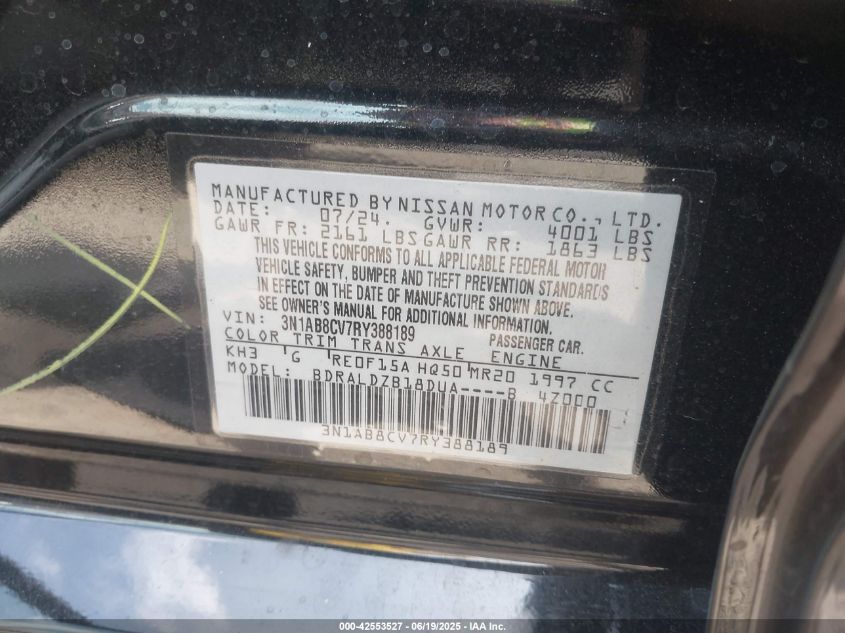 MANUFACTURED BY NISSAN MOTOR CO., LTD.
DATE: 07/24. GVWR: 4001 LBS
GAWR FR: 2161 LBS GAWR RR: 1863 LBS
THIS VEHICLE CONFORMS TO ALL APPLICABLE FEDERAL MOTOR
VEHICLE SAFETY, BUMPER AND THEFT PREVENTION STANDARDS
IN EFFECT ON THE DATE OF MANUFACTURE SHOWN ABOVE.
SEE OWNER'S MANUAL FOR ADDITIONAL INFORMATION.
VIN: 3N1AB8CV7RY388189 PASSENGER CAR.
COLOR TRIM TRANS AXLE ENGINE
KH3 G RE0F15A HQ50 MR20 1997 CC
MODEL: BDRALDZB18DUA----B 4Z000
3N1AB8CV7RY388189
000-42553527 - 06/19/2025 - IAA Inc.